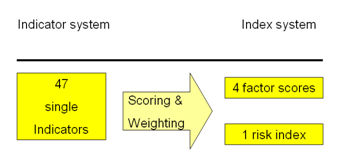 Indicator system
Index system
47
single
Indicators
Scoring &
Weighting
4 factor scores
1 risk index